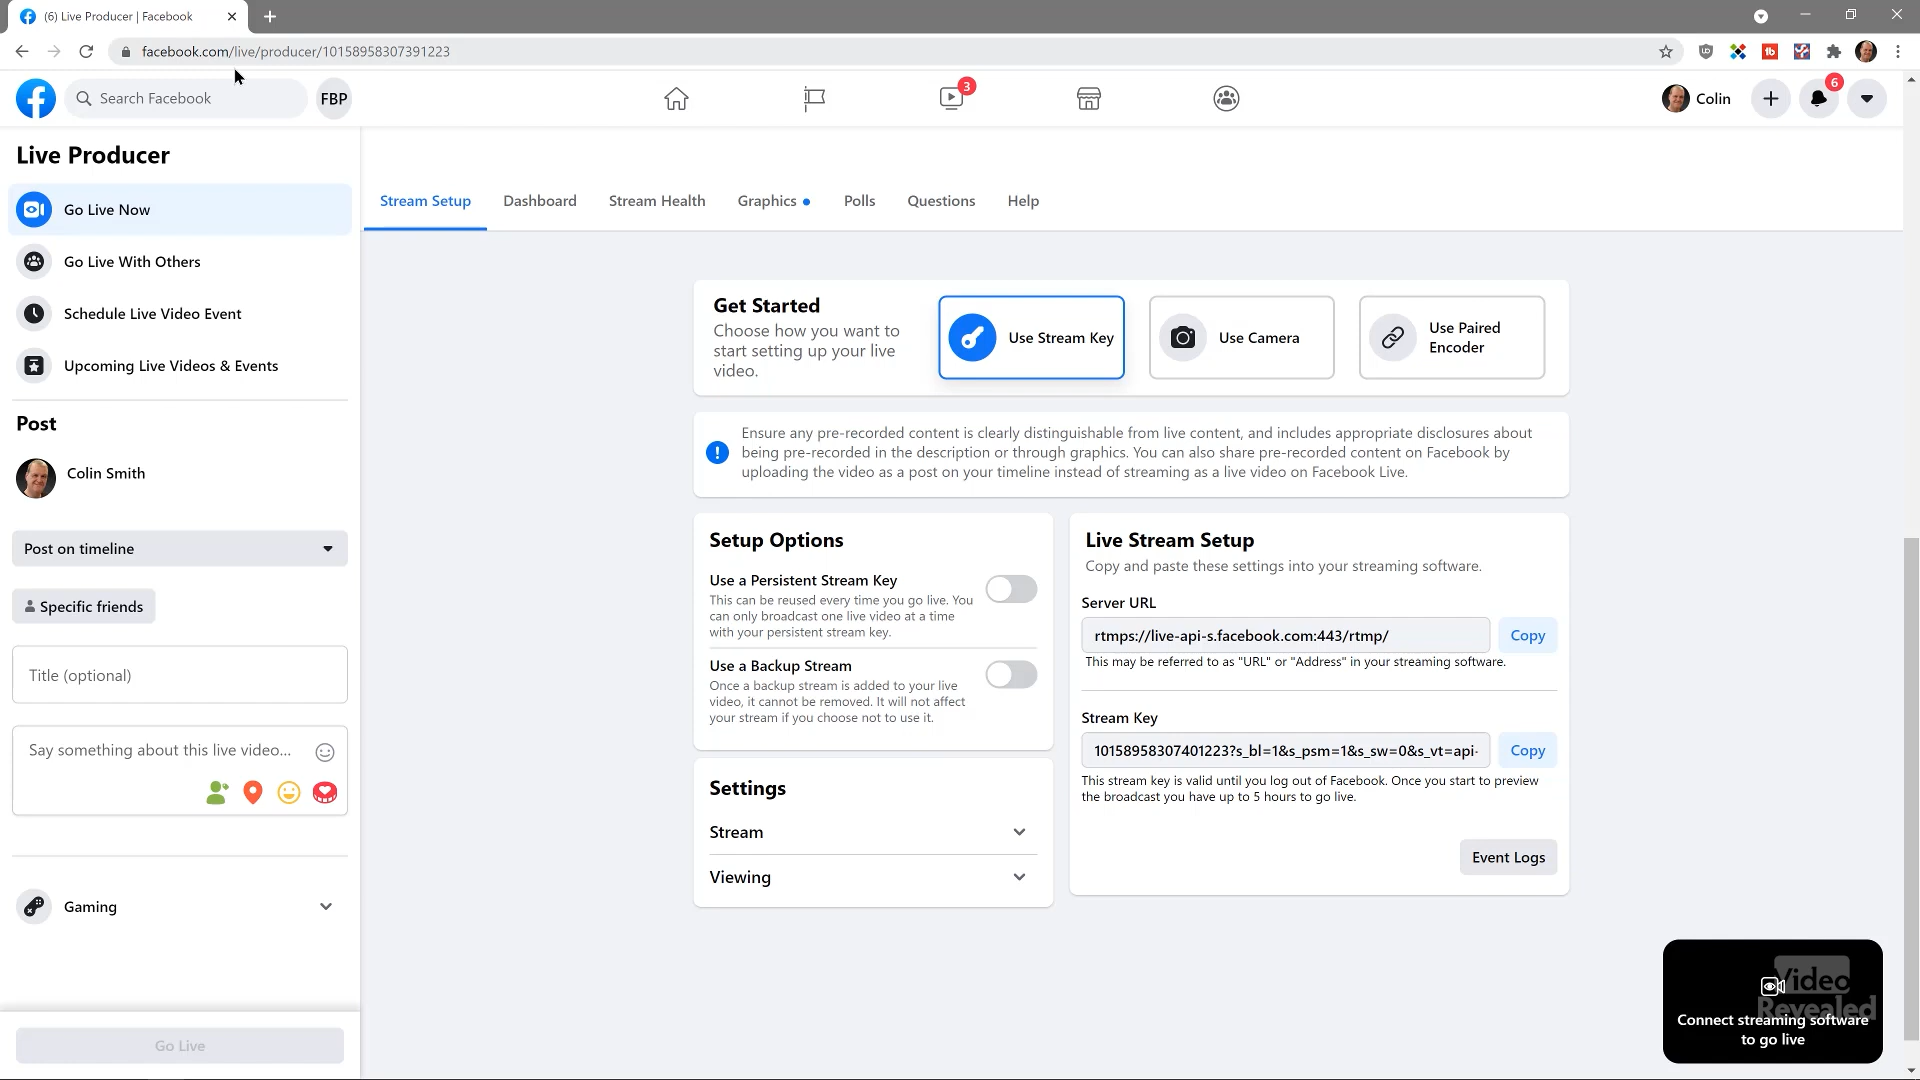 (6) Live Producer | Facebook
facebook.com/live/producer/10158958307391223
Search Facebook
FBP
3
Colin
6
Live Producer
Go Live Now
Go Live With Others
Schedule Live Video Event
Upcoming Live Videos & Events
Post
Colin Smith
Post on timeline
Specific friends
Title (optional)
Say something about this live video...
Gaming
Go Live
Stream Setup
Dashboard
Stream Health
Graphics
Polls
Questions
Help
Get Started
Choose how you want to
start setting up your live
video.
Use Stream Key
Use Camera
Use Paired
Encoder
Ensure any pre-recorded content is clearly distinguishable from live content, and includes appropriate disclosures about
being pre-recorded in the description or through graphics. You can also share pre-recorded content on Facebook by
uploading the video as a post on your timeline instead of streaming as a live video on Facebook Live.
Setup Options
Use a Persistent Stream Key
This can be reused every time you go live. You
can only broadcast one live video at a time
with your persistent stream key.
Use a Backup Stream
Once a backup stream is added to your live
video, it cannot be removed. It will not affect
your stream if you choose not to use it.
Settings
Stream
Viewing
Live Stream Setup
Copy and paste these settings into your streaming software.
Server URL
rtmps://live-api-s.facebook.com:443/rtmp/
Copy
This may be referred to as "URL" or "Address" in your streaming software.
Stream Key
10158958307401223?s_bl=1&s_psm=1&s_sw=0&s_vt=api-
Copy
This stream key is valid until you log out of Facebook. Once you start to preview
the broadcast you have up to 5 hours to go live.
Event Logs
Video
Revealed
Connect streaming software
to go live